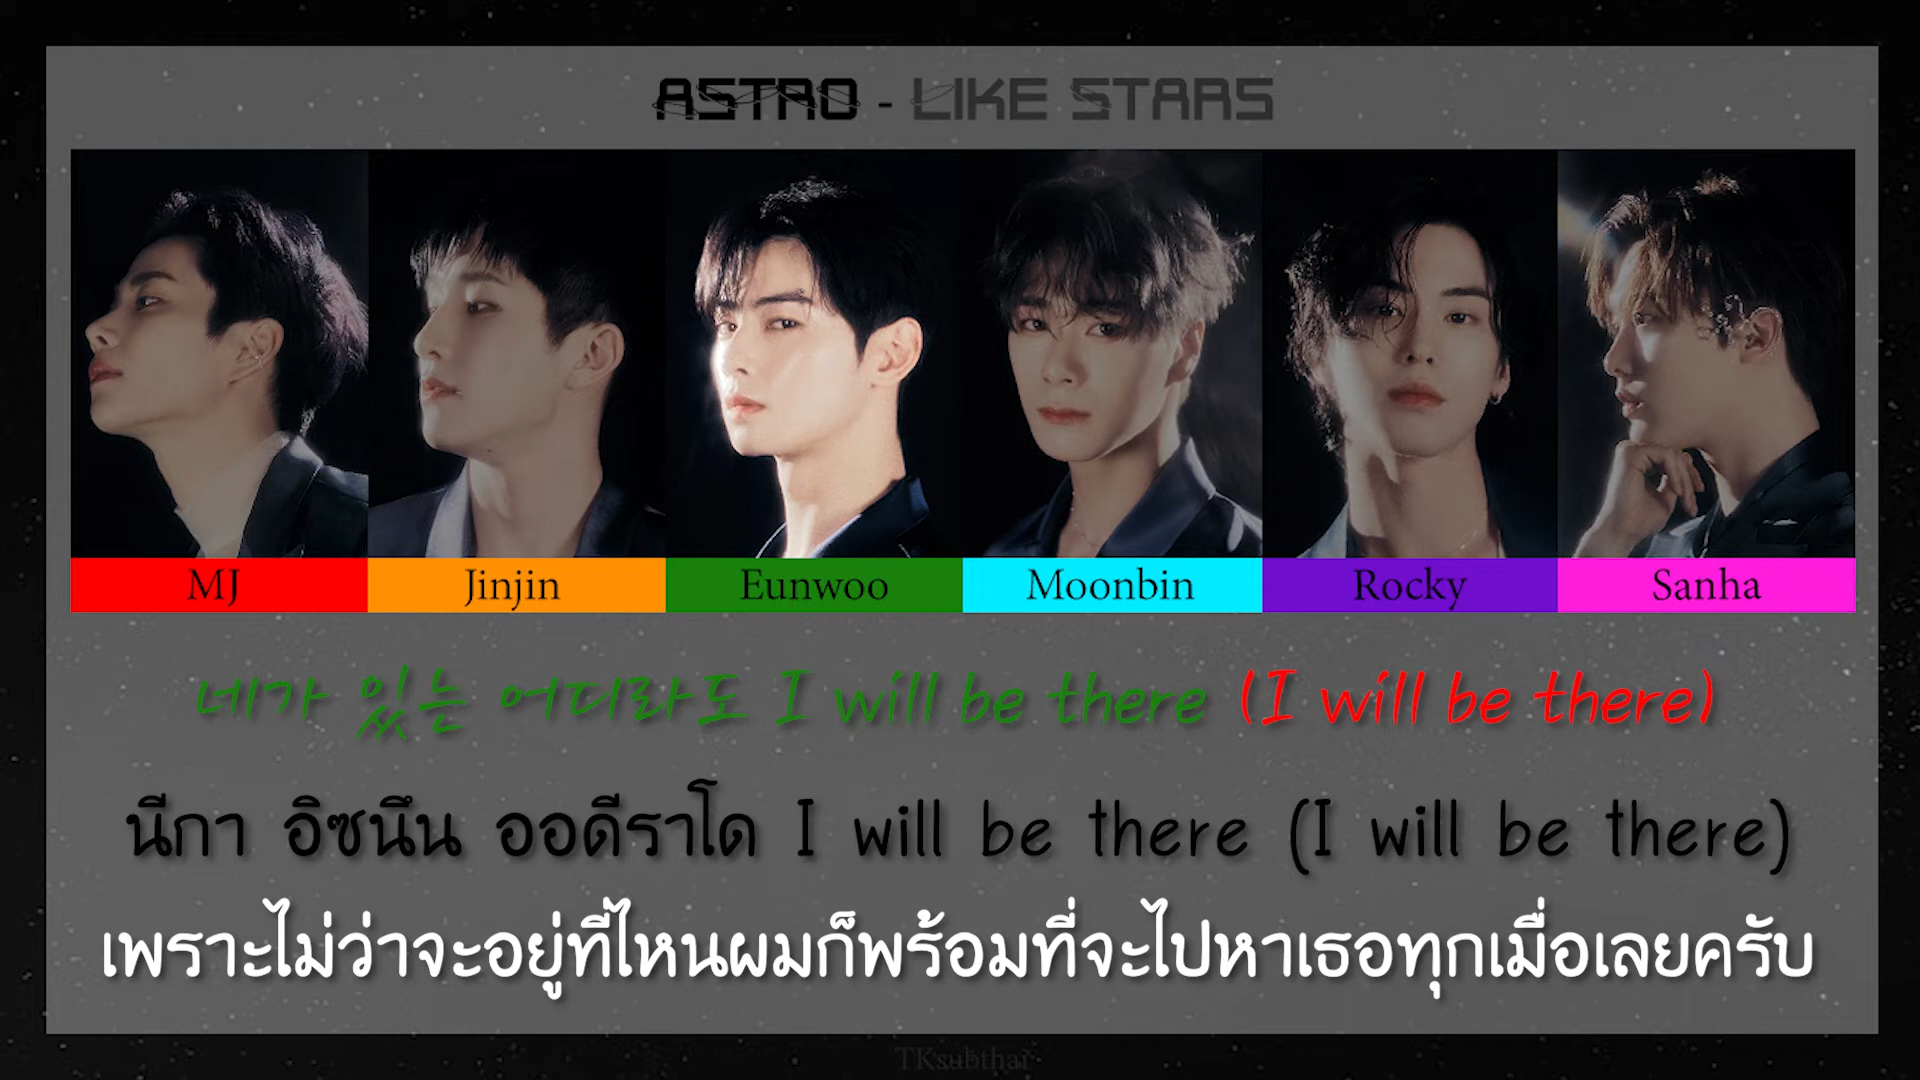 ASTRO - LIKE STARS
MJ Jinjin Eunwoo Moonbin Rocky Sanha
네가 있는 어디라도 I will be there (I will be there)
นีกา อิซนึน ออดีราโด I will be there (I will be there)
เพราะไม่ว่าจะอยู่ที่ไหนผมก็พร้อมที่จะไปหาเธอทุกเมื่อเลยครับ
TKsubthai